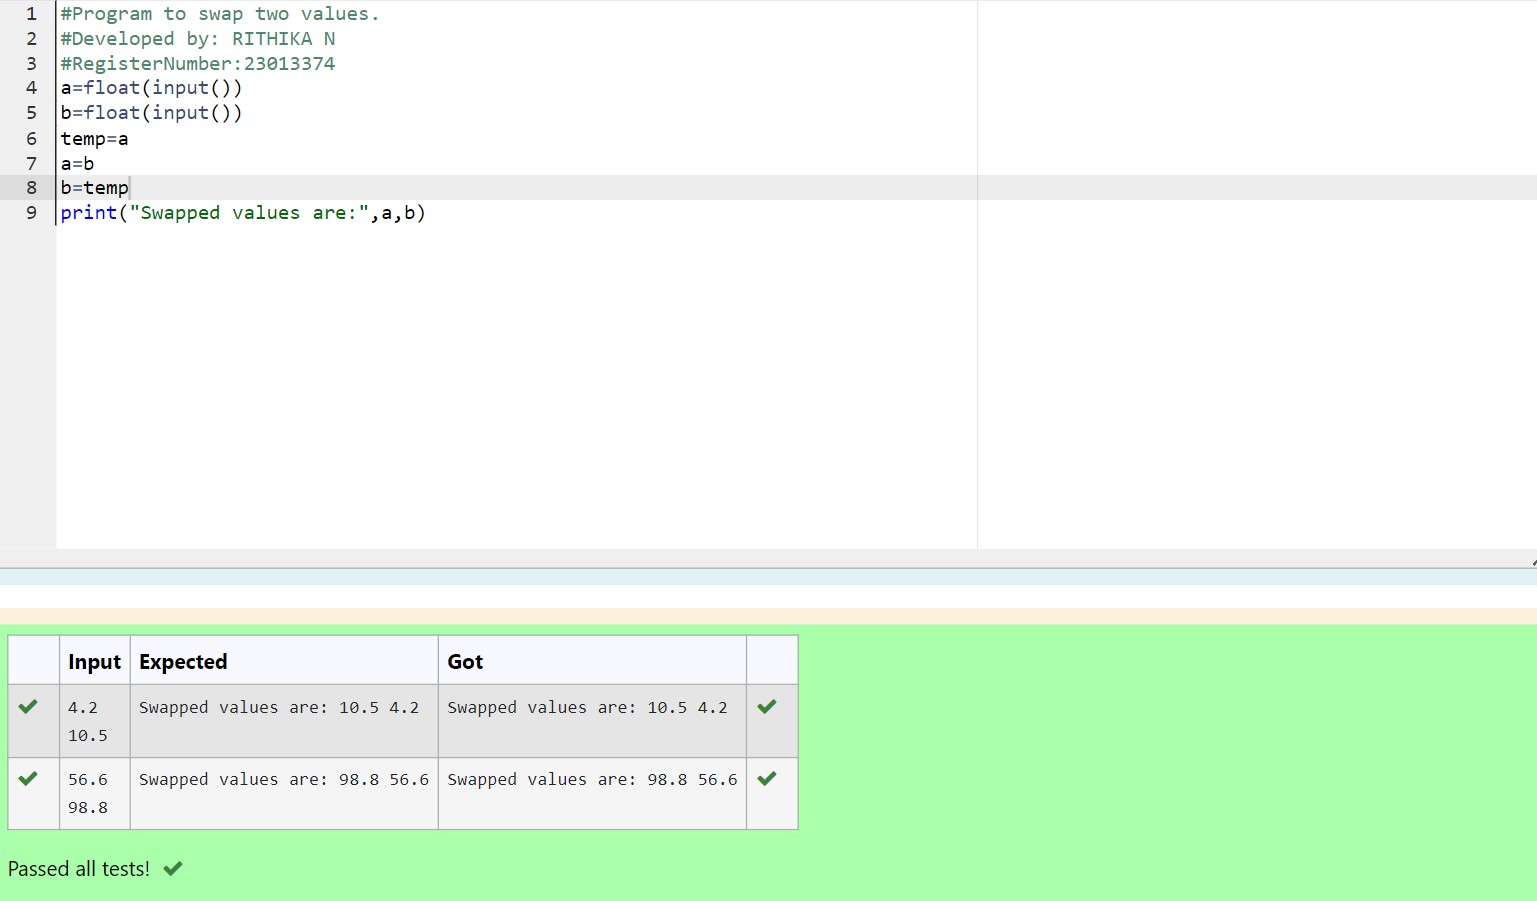 1 #Program to swap two values.
2 #Developed by: RITHIKA N
3 #RegisterNumber:23013374
4 a=float(input())
5 b=float(input())
6 temp=a
7 a=b
8 b=temp
9 print("Swapped values are:",a,b)
Input Expected Got
4.2 Swapped values are: 10.5 4.2 Swapped values are: 10.5 4.2
10.5
56.6 Swapped values are: 98.8 56.6 Swapped values are: 98.8 56.6
98.8
Passed all tests!